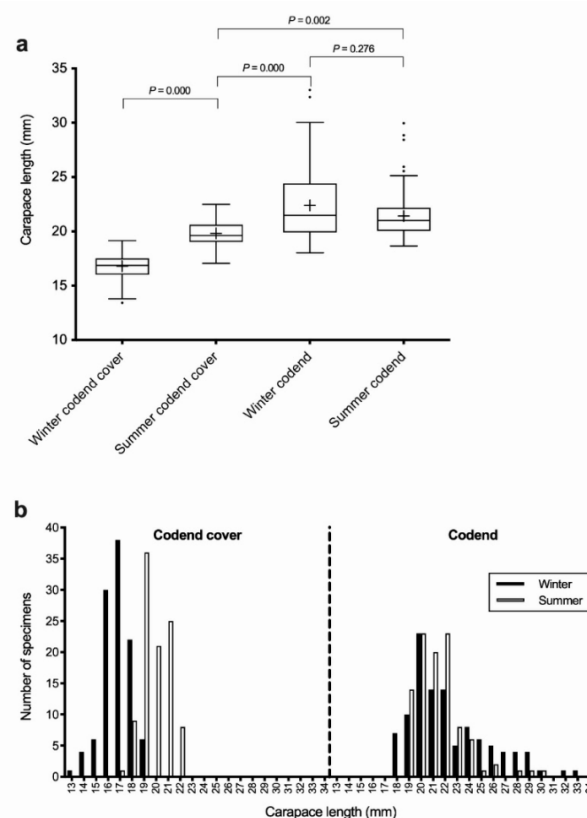 a
P = 0.002
P = 0.000
P = 0.276
P = 0.000
Carapace length (mm)
35
30
25
20
15
10
Winter codend cover
Summer codend cover
Winter codend
Summer codend
b
Codend cover
Codend
Winter
Summer
Number of specimens
40
35
30
25
20
15
10
5
0
13 14 15 16 17 18 19 20 21 22 23 24 25 26 27 28 29 30 31 32 33 34 13 14 15 16 17 18 19 20 21 22 23 24 25 26 27 28 29 30 31 32 33
Carapace length (mm)